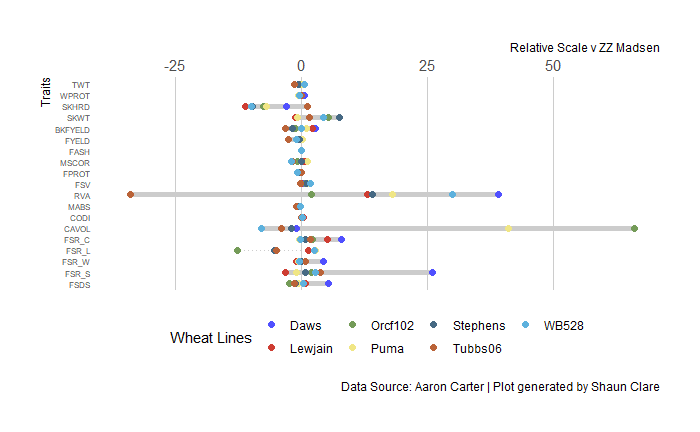 Relative Scale v ZZ Madsen
-25 0 25 50
Traits
TWT
WPROT
SKHRD
SKWT
BKFYELD
FYELD
FASH
MSCOR
FPROT
FSV
RVA
MABS
CODI
CAVOL
FSR_C
FSR_L
FSR_W
FSR_S
FSDS
Wheat Lines
Daws Orcf102 Stephens WB528
Lewjain Puma Tubbs06
Data Source: Aaron Carter | Plot generated by Shaun Clare